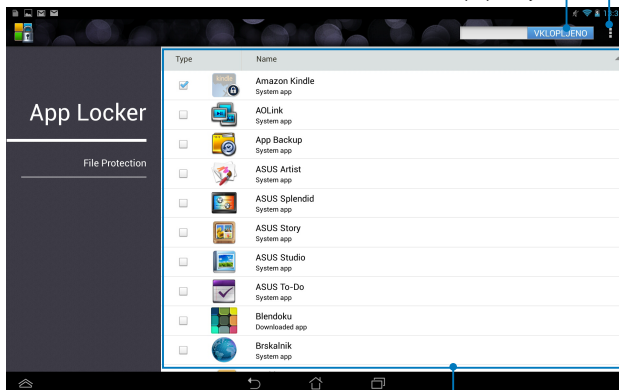 VKLOPLJENO
App Locker
File Protection
Type Name
Amazon Kindle
System app
AOLink
System app
App Backup
System app
ASUS Artist
System app
ASUS Splendid
System app
ASUS Story
System app
ASUS Studio
System app
ASUS To-Do
System app
Blendoku
Downloaded app
Brskalnik
System app